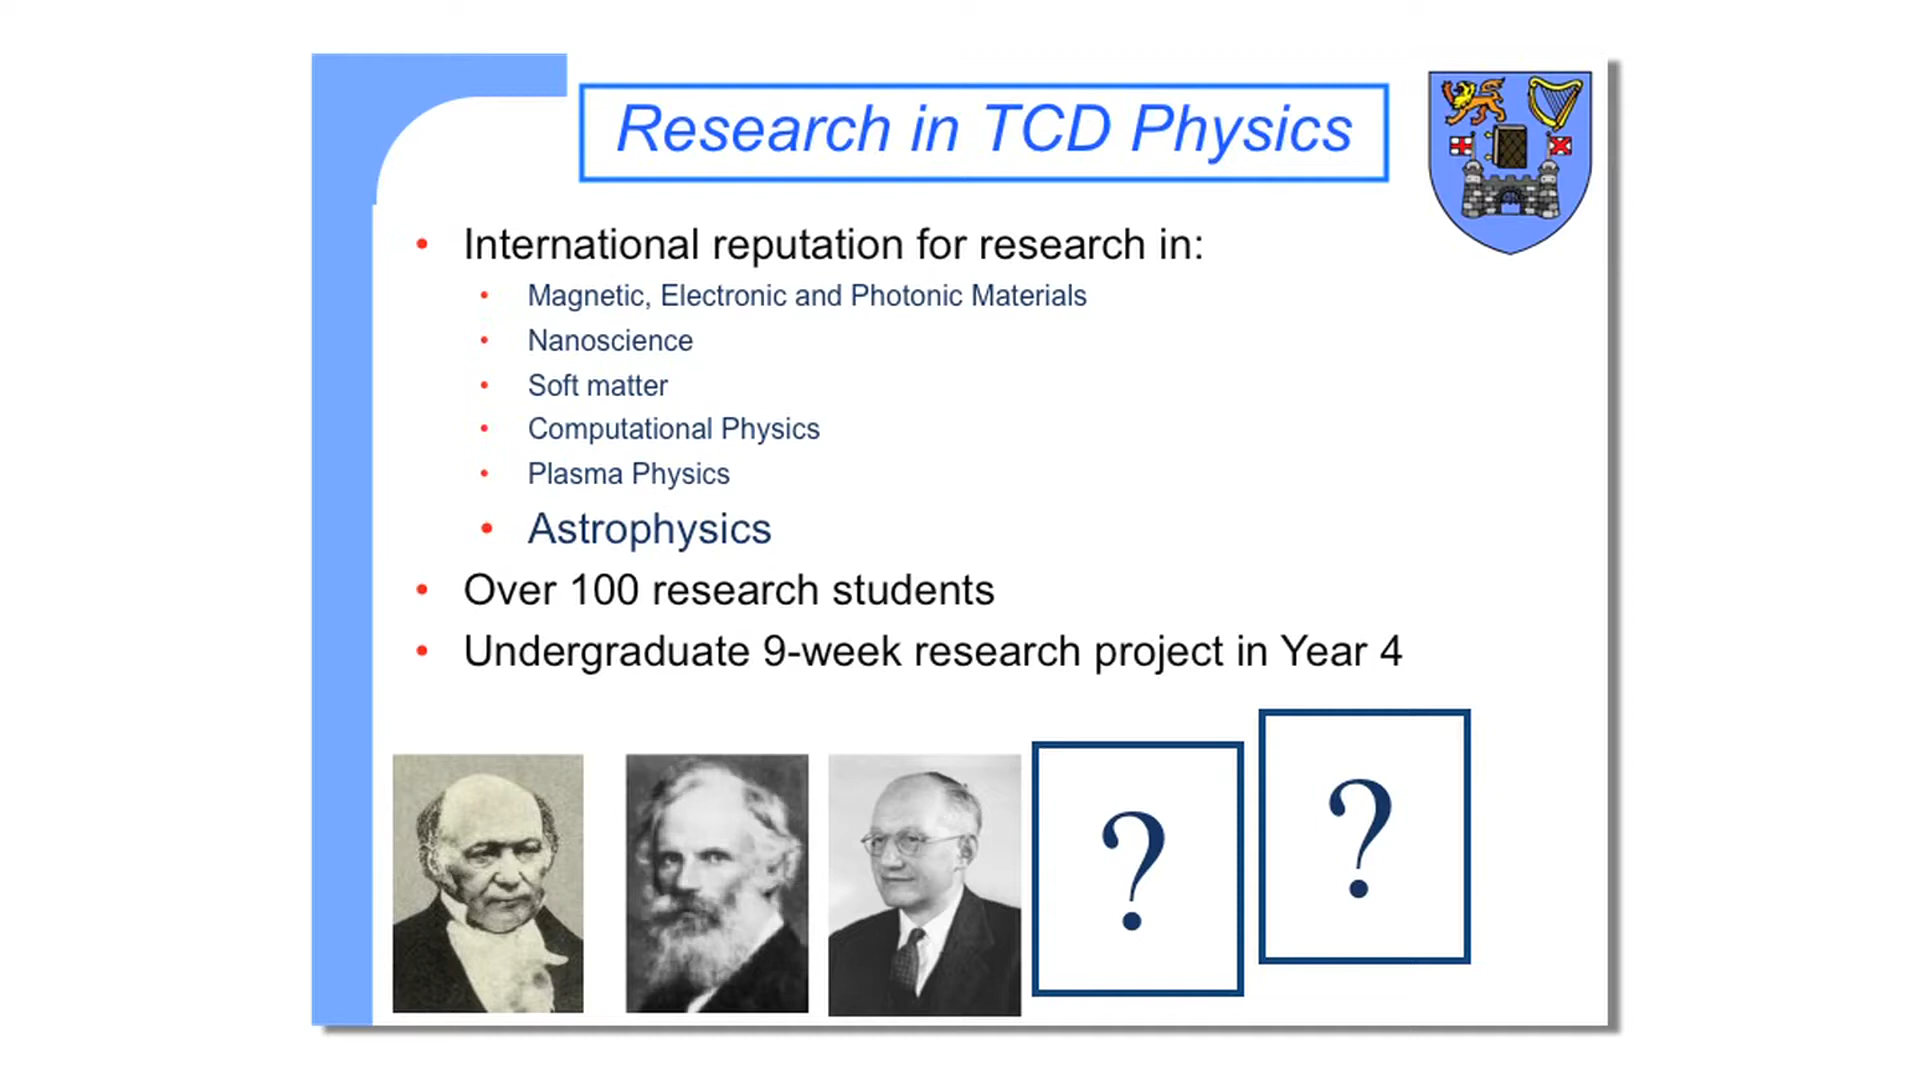 Research in TCD Physics
• International reputation for research in:
• Magnetic, Electronic and Photonic Materials
• Nanoscience
• Soft matter
• Computational Physics
• Plasma Physics
• Astrophysics
• Over 100 research students
• Undergraduate 9-week research project in Year 4
?
?